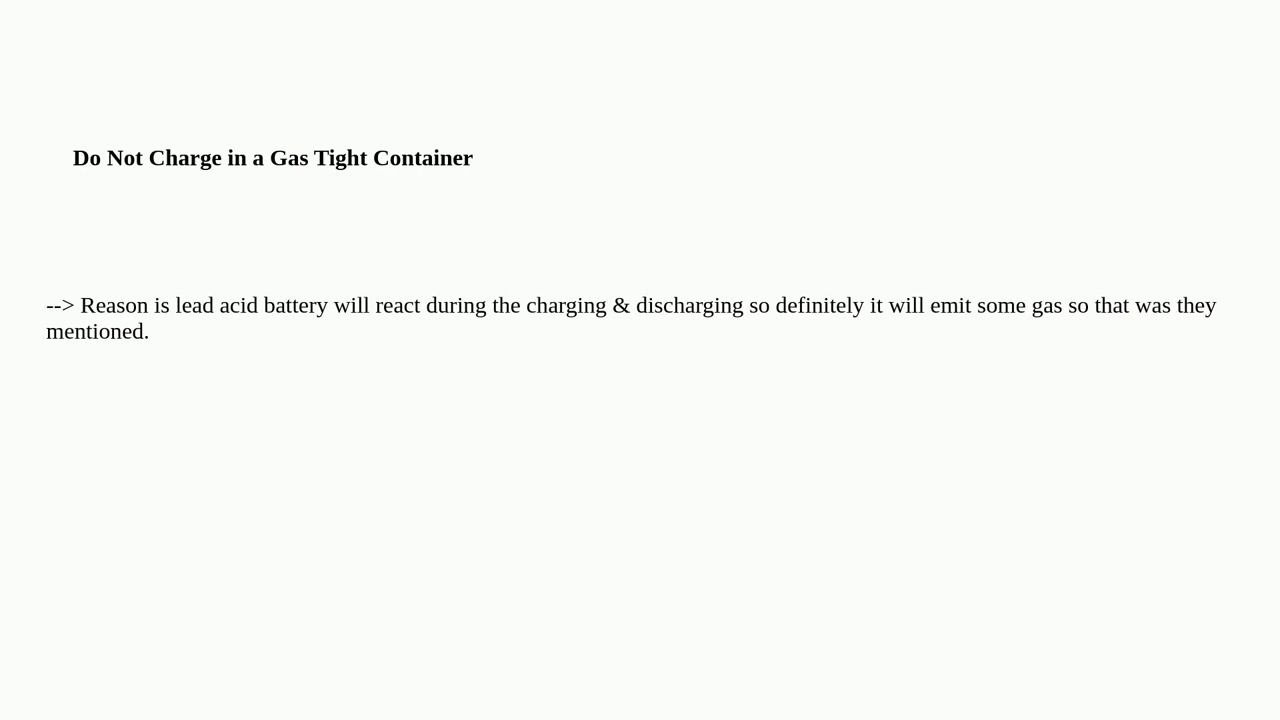 Do Not Charge in a Gas Tight Container
--> Reason is lead acid battery will react during the charging & discharging so definitely it will emit some gas so that was they
mentioned.